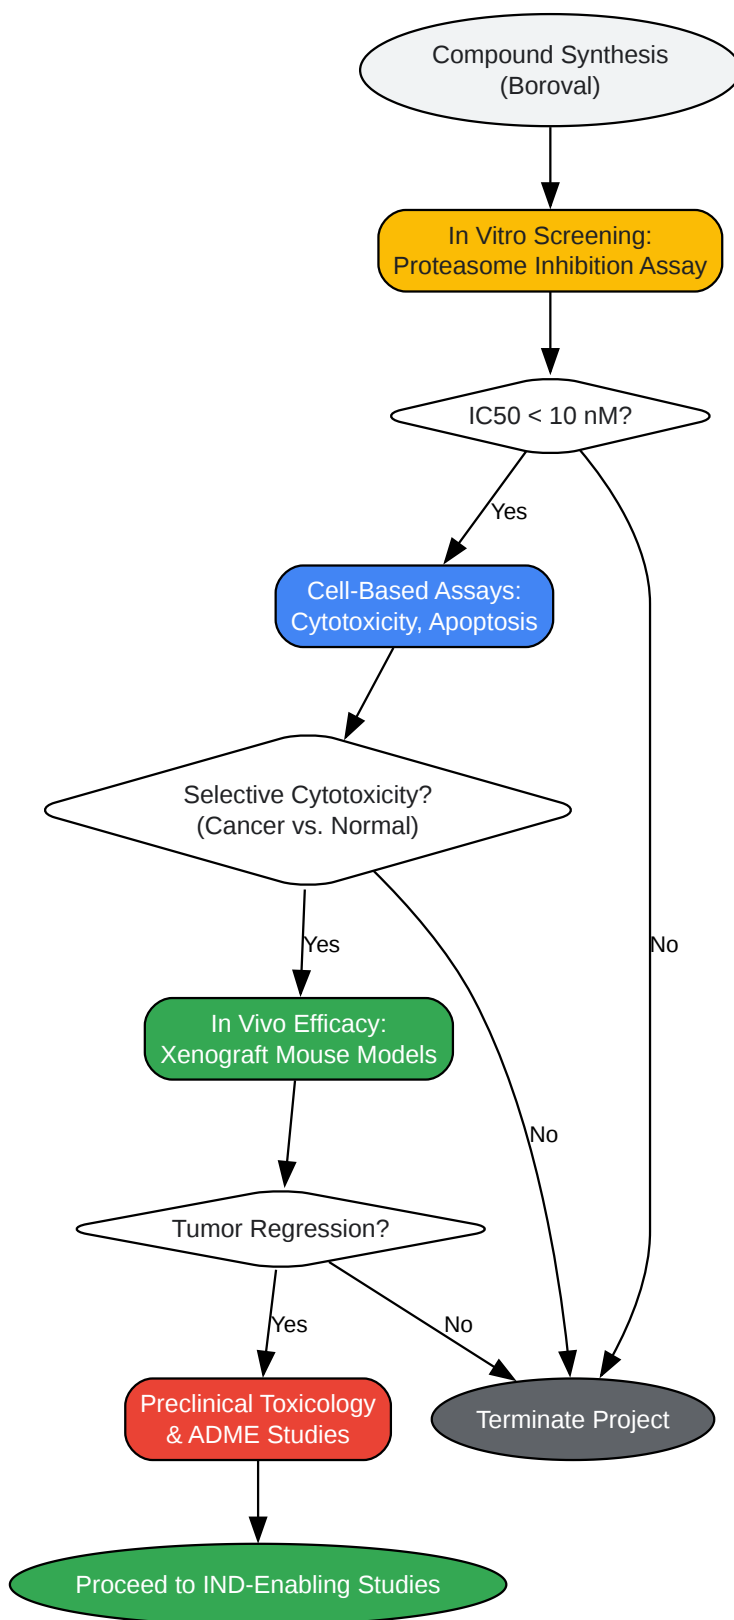 Compound Synthesis
(Boroval)
In Vitro Screening:
Proteasome Inhibition Assay
IC50 < 10 nM?
Yes
Cell-Based Assays:
Cytotoxicity, Apoptosis
Selective Cytotoxicity?
(Cancer vs. Normal)
Yes
No
In Vivo Efficacy:
Xenograft Mouse Models
No
Tumor Regression?
Yes
No
Preclinical Toxicology
& ADME Studies
Terminate Project
Proceed to IND-Enabling Studies